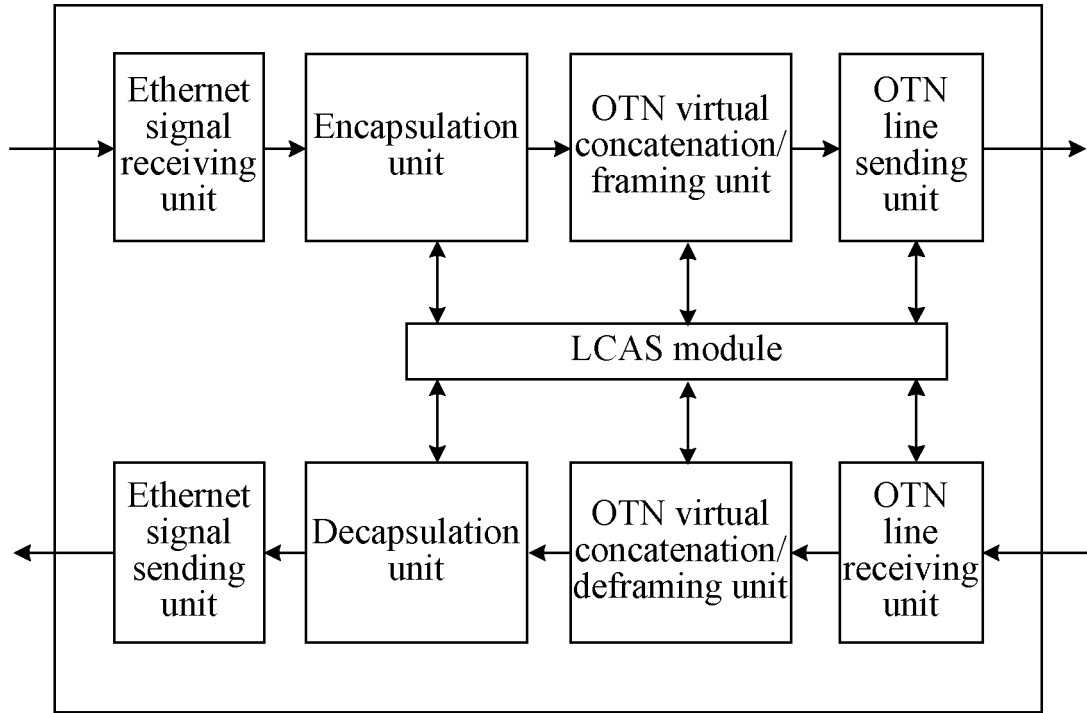 Ethernet
signal
receiving
unit
Encapsulation
unit
OTN virtual
concatenation/
framing unit
OTN
line
sending
unit
LCAS module
Ethernet
signal
sending
unit
Decapsulation
unit
OTN virtual
concatenation/
deframing unit
OTN
line
receiving
unit